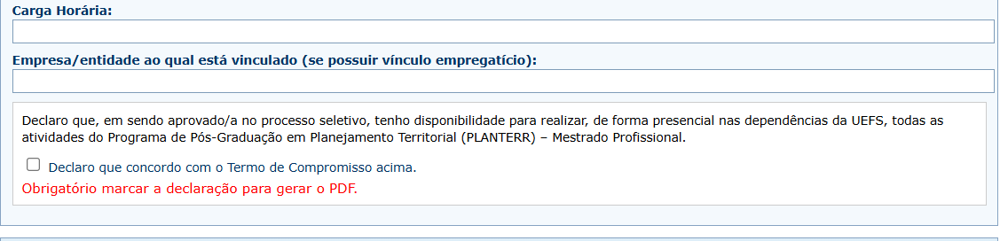 Carga Horária:
Empresa/entidade ao qual está vinculado (se possuir vínculo empregatício):
Declaro que, em sendo aprovado/a no processo seletivo, tenho disponibilidade para realizar, de forma presencial nas dependências da UEFS, todas as
atividades do Programa de Pós-Graduação em Planejamento Territorial (PLANTERR) – Mestrado Profissional.
Declaro que concordo com o Termo de Compromisso acima.
Obrigatório marcar a declaração para gerar o PDF.